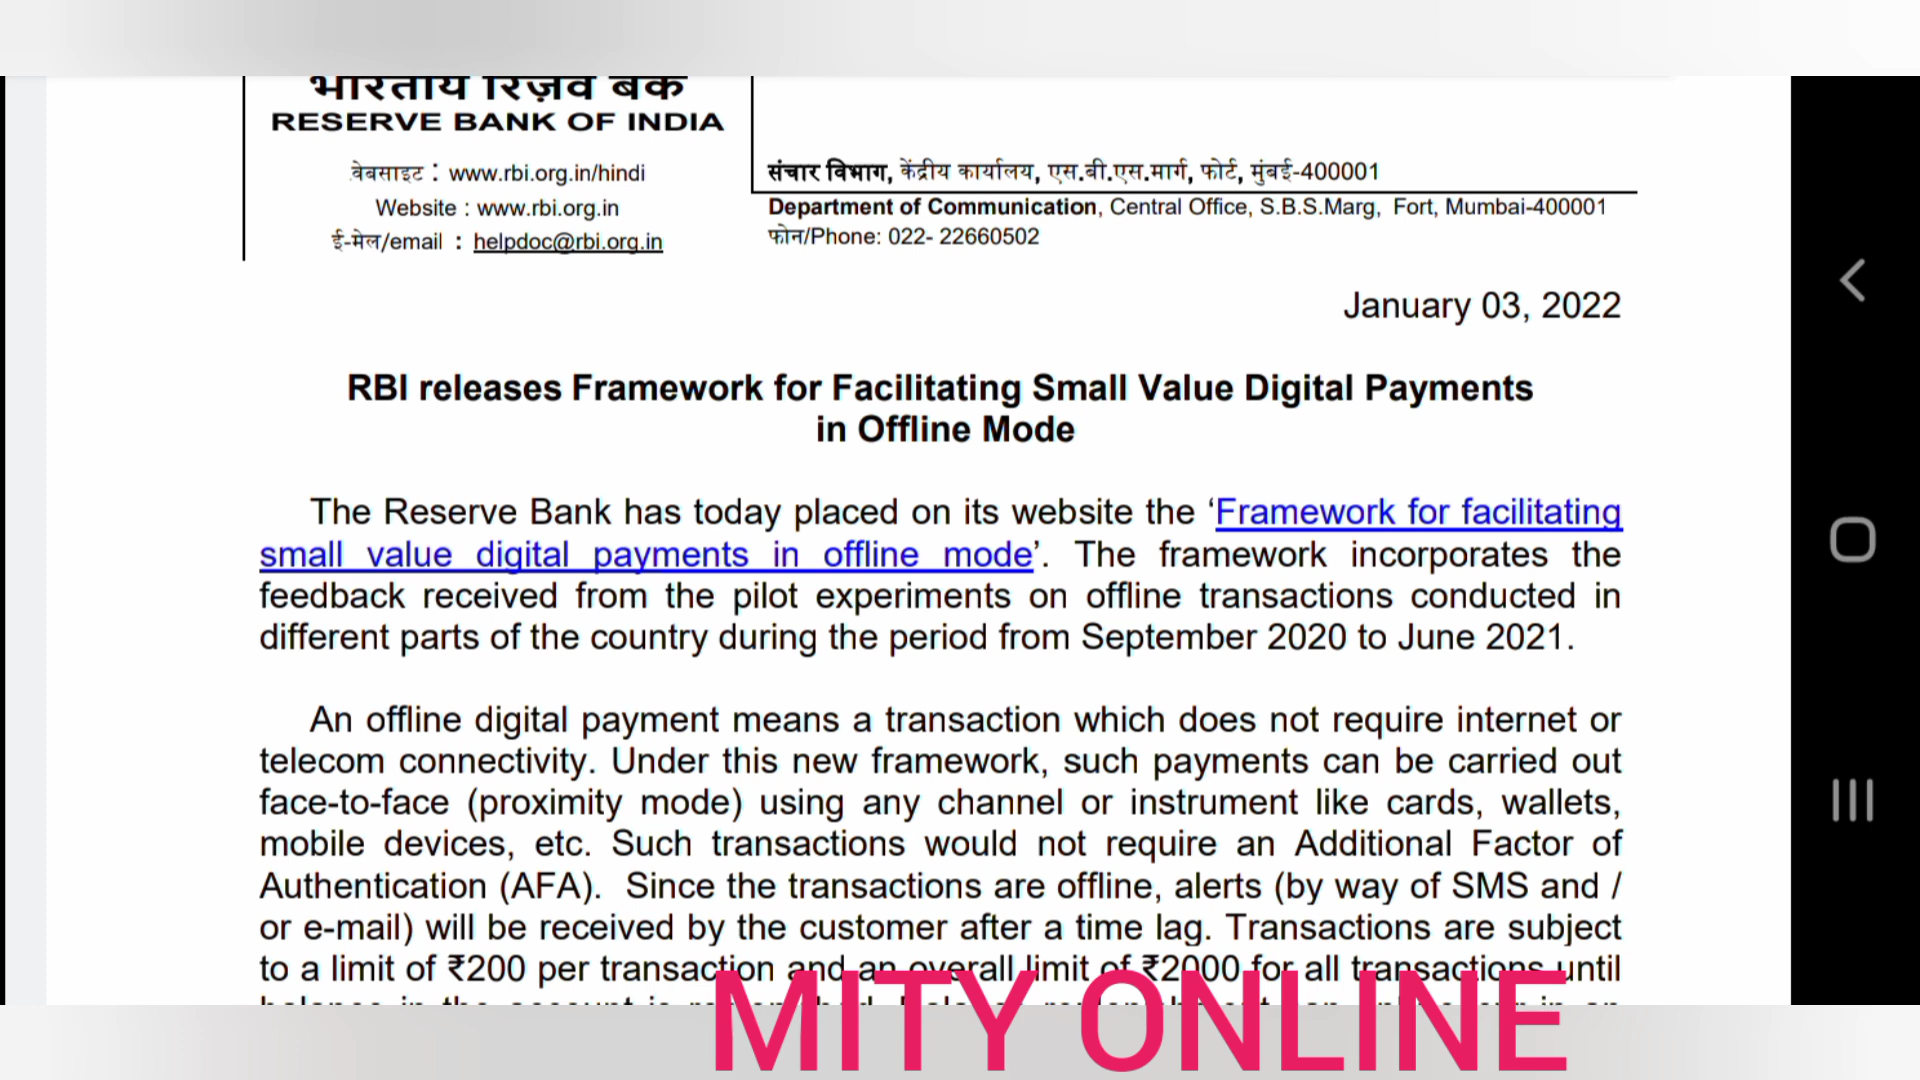 भारतीय रिज़र्व बैंक
RESERVE BANK OF INDIA
वेबसाइट : www.rbi.org.in/hindi
Website : www.rbi.org.in
ई-मेल/email : helpdoc@rbi.org.in
संचार विभाग, केंद्रीय कार्यालय, एस.बी.एस.मार्ग, फोर्ट, मुंबई-400001
Department of Communication, Central Office, S.B.S.Marg, Fort, Mumbai-400001
फोन/Phone: 022- 22660502
January 03, 2022
RBI releases Framework for Facilitating Small Value Digital Payments
in Offline Mode
The Reserve Bank has today placed on its website the ‘Framework for facilitating
small value digital payments in offline mode’. The framework incorporates the
feedback received from the pilot experiments on offline transactions conducted in
different parts of the country during the period from September 2020 to June 2021.
An offline digital payment means a transaction which does not require internet or
telecom connectivity. Under this new framework, such payments can be carried out
face-to-face (proximity mode) using any channel or instrument like cards, wallets,
mobile devices, etc. Such transactions would not require an Additional Factor of
Authentication (AFA). Since the transactions are offline, alerts (by way of SMS and /
or e-mail) will be received by the customer after a time lag. Transactions are subject
to a limit of ₹200 per transaction and an overall limit of ₹2000 for all transactions until
MITY ONLINE